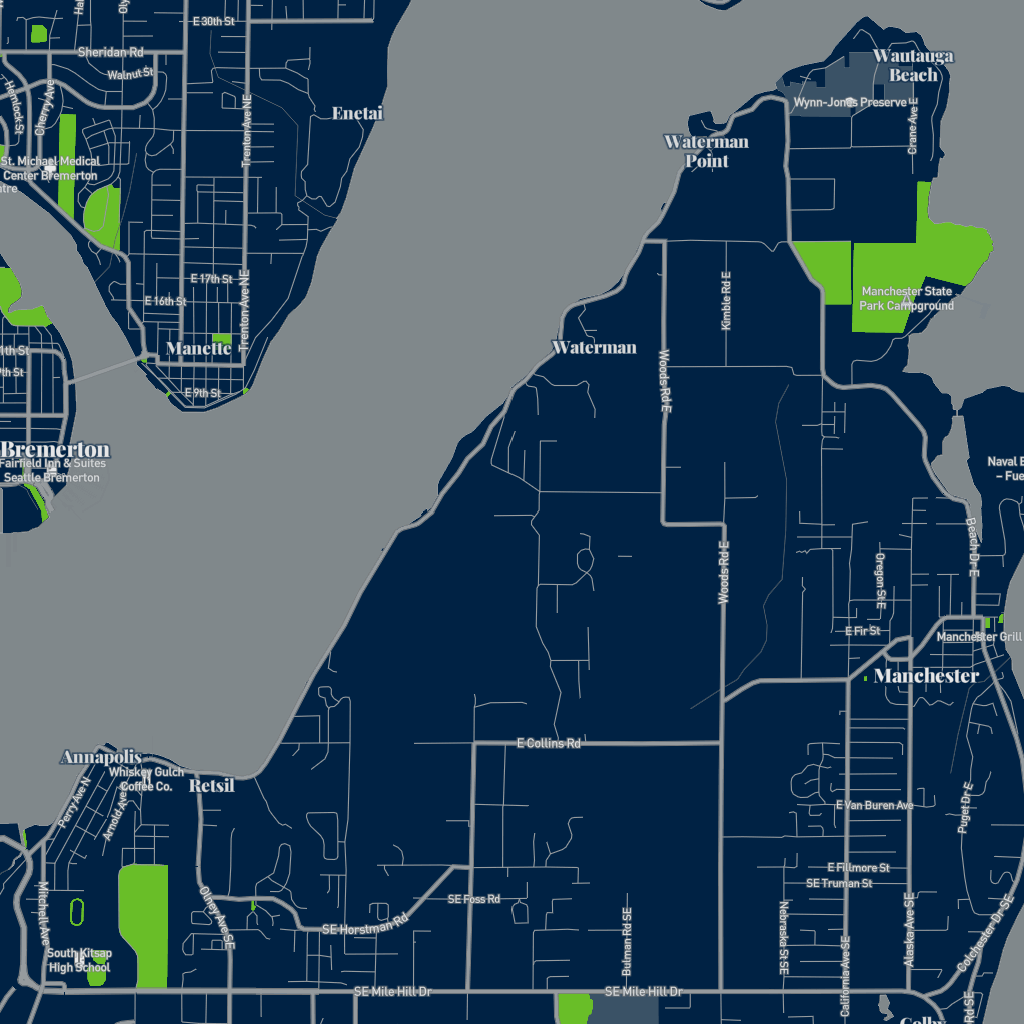 E 30th St
Sheridan Rd
Walnut St
Hemlock St
Cherry Ave
Trenton Ave NE
Enetai
St. Michael Medical
Center Bremerton
Wautauga
Beach
Wynn-Jones Preserve
Crane Ave E
Waterman
Point
E 17th St
E 16th St
Trenton Ave NE
Manette
E 9th St
Kimble Rd E
Manchester State
Park Campground
Waterman
Woods Rd E
Bremerton
Fairfield Inn & Suites
Seattle Bremerton
Naval
– Fue
Beach Dr E
Woods Rd E
Oregon St E
E Fir St
Manchester Grill
Manchester
E Collins Rd
Annapolis
Whiskey Gulch
Coffee Co.
Retsil
Perry Ave N
Arnold Ave
E Van Buren Ave
Puget Dr E
E Fillmore St
SE Truman St
Mitchell Ave
Olney Ave SE
SE Foss Rd
SE Horstman Rd
Bulman Rd SE
Nebraska St SE
California Ave SE
Alaska Ave SE
Colchester Dr SE
South Kitsap
High School
SE Mile Hill Dr
SE Mile Hill Dr
Rd SE
Colby